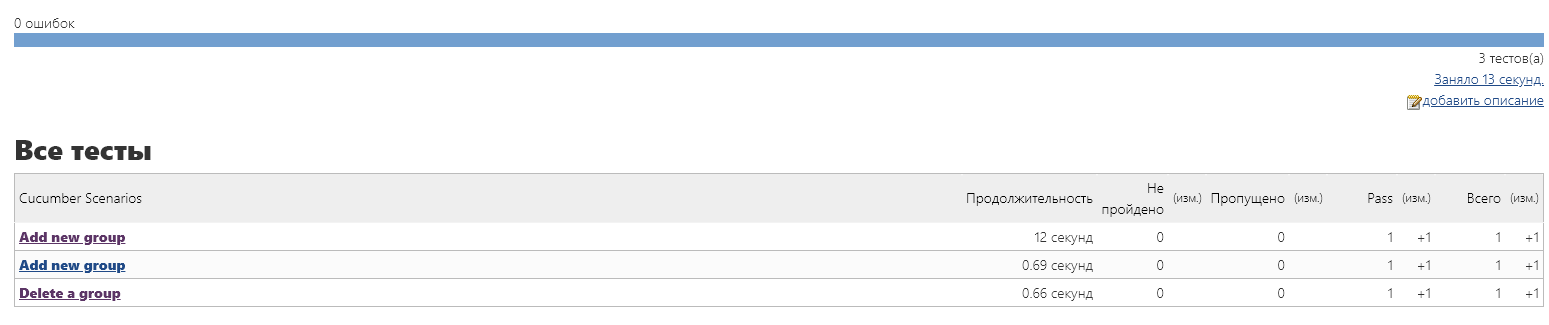 0 ошибок
3 тестов(а)
Заняло 13 секунд.
добавить описание
Все тесты
Cucumber Scenarios Продолжительность Не пройдено (изм.) Пропущено (изм.) Pass (изм.) Всего (изм.)
Add new group 12 секунд 0 0 1 +1 1 +1
Add new group 0.69 секунд 0 0 1 +1 1 +1
Delete a group 0.66 секунд 0 0 1 +1 1 +1